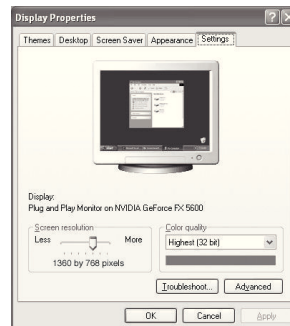 Display Properties
Themes Desktop Screen Saver Appearance Settings
Display:
Plug and Play Monitor on NVIDIA GeForce FX 5600
Screen resolution
Less More
1360 by 768 pixels
Color quality
Highest (32 bit)
Troubleshoot... Advanced
OK Cancel Apply